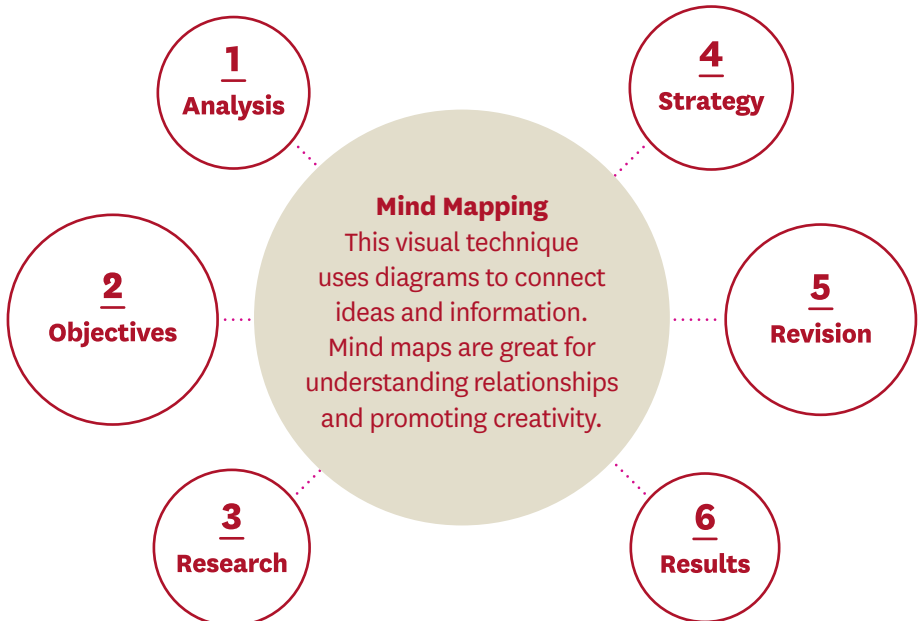 1
Analysis
2
Objectives
3
Research
Mind Mapping
This visual technique
uses diagrams to connect
ideas and information.
Mind maps are great for
understanding relationships
and promoting creativity.
4
Strategy
5
Revision
6
Results